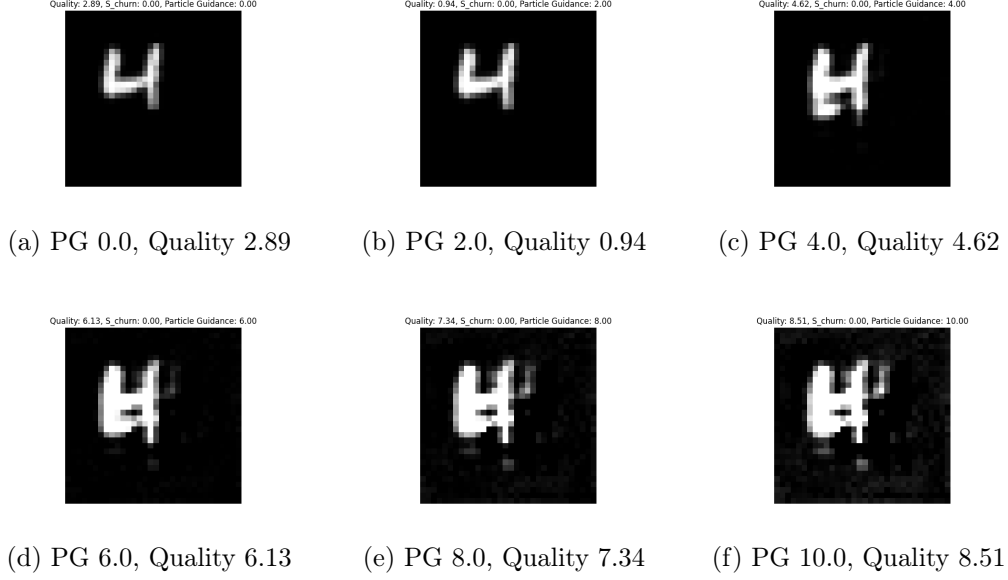 Quality: 2.89, S_churn: 0.00, Particle Guidance: 0.00
Quality: 0.94, S_churn: 0.00, Particle Guidance: 2.00
Quality: 4.62, S_churn: 0.00, Particle Guidance: 4.00
4
4
4
(a) PG 0.0, Quality 2.89
(b) PG 2.0, Quality 0.94
(c) PG 4.0, Quality 4.62
Quality: 6.13, S_churn: 0.00, Particle Guidance: 6.00
Quality: 7.34, S_churn: 0.00, Particle Guidance: 8.00
Quality: 8.51, S_churn: 0.00, Particle Guidance: 10.00
(d) PG 6.0, Quality 6.13
(e) PG 8.0, Quality 7.34
(f) PG 10.0, Quality 8.51